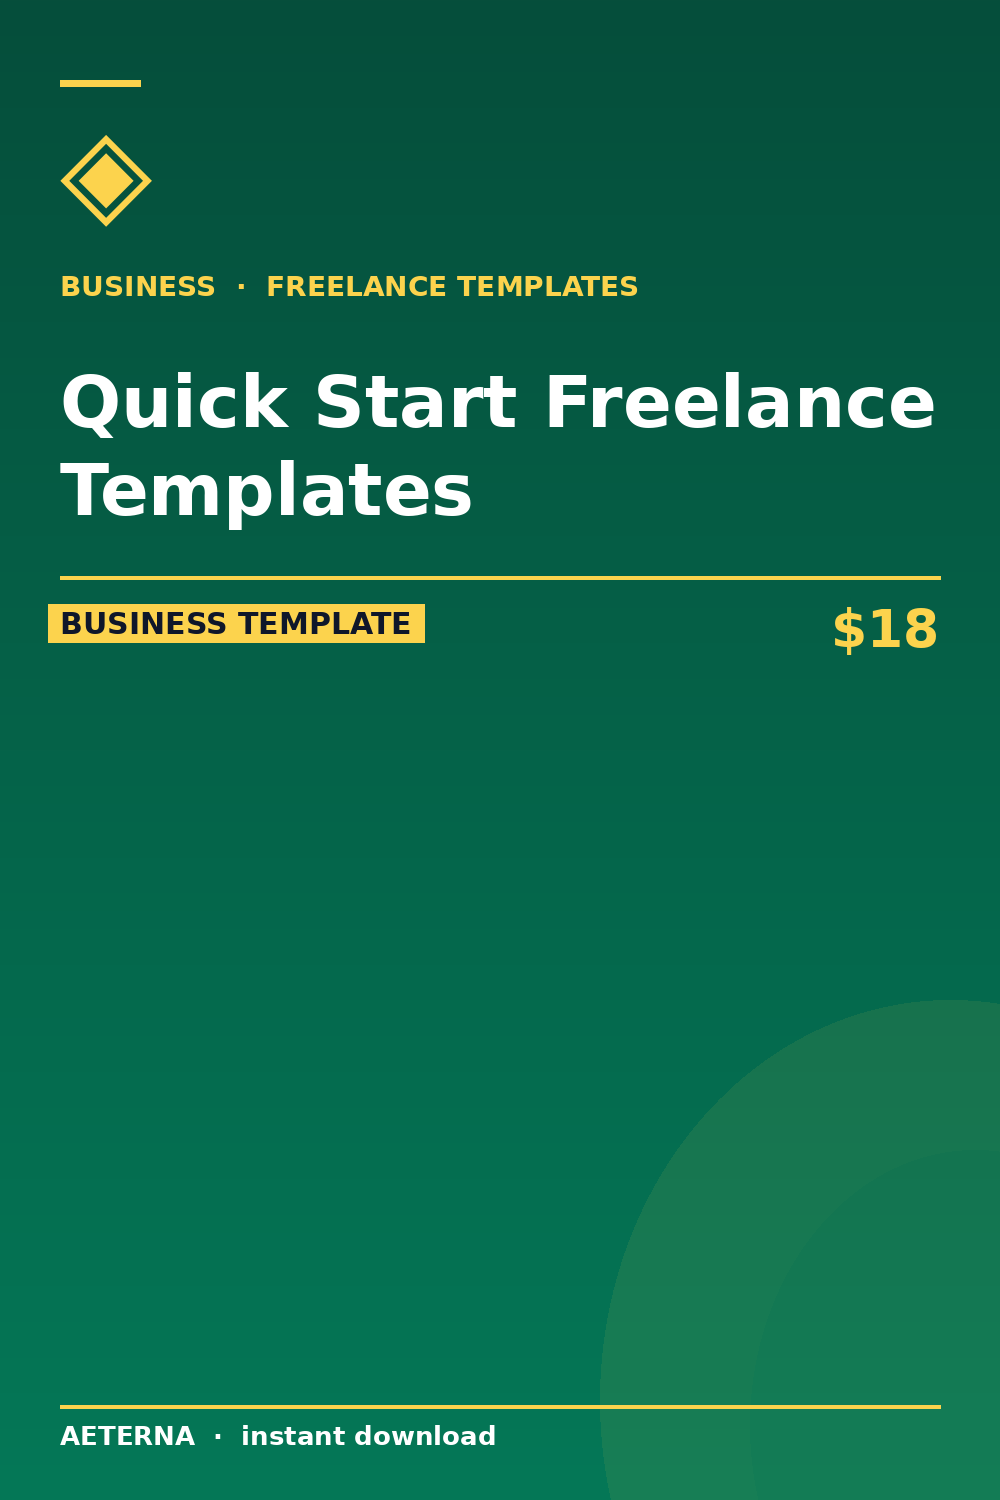 BUSINESS · FREELANCE TEMPLATES
Quick Start Freelance
Templates
BUSINESS TEMPLATE
$18
AETERNA · instant download